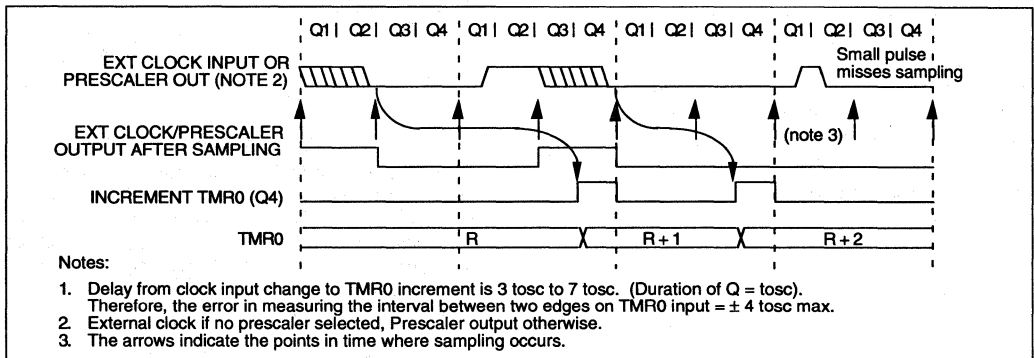 Q1 | Q2 | Q3 | Q4 Q1 | Q2 | Q3 | Q4 Q1 | Q2 | Q3 | Q4 Q1 | Q2 | Q3 | Q4
EXT CLOCK INPUT OR
PRESCALER OUT (NOTE 2)
Small pulse
misses sampling
(note 3)
EXT CLOCK/PRESCALER
OUTPUT AFTER SAMPLING
INCREMENT TMR0 (Q4)
TMR0 R R + 1 R + 2
Notes:
1. Delay from clock input change to TMR0 increment is 3 tosc to 7 tosc. (Duration of Q = tosc).
Therefore, the error in measuring the interval between two edges on TMR0 input = ± 4 tosc max.
2. External clock if no prescaler selected, Prescaler output otherwise.
3. The arrows indicate the points in time where sampling occurs.